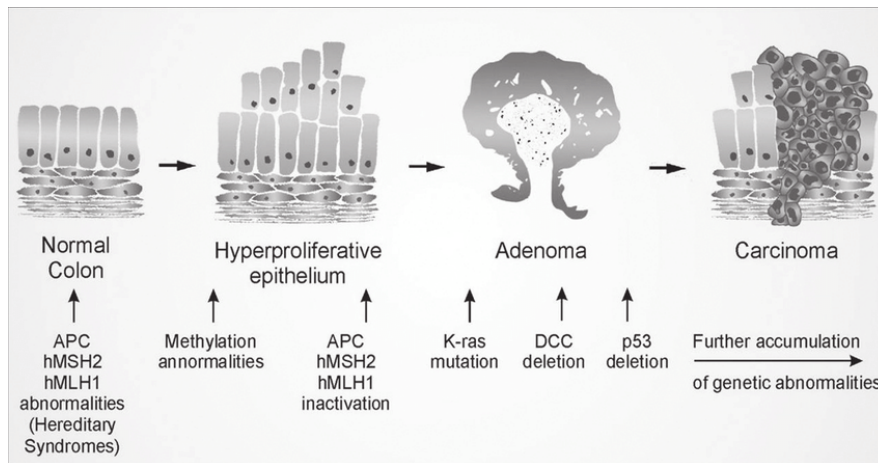 Normal
Colon
Hyperproliferative
epithelium
Adenoma
Carcinoma
APC
hMSH2
hMLH1
abnormalities
(Hereditary
Syndromes)
Methylation
annormalities
APC
hMSH2
hMLH1
inactivation
K-ras
mutation
DCC
deletion
p53
deletion
Further accumulation
of genetic abnormalities